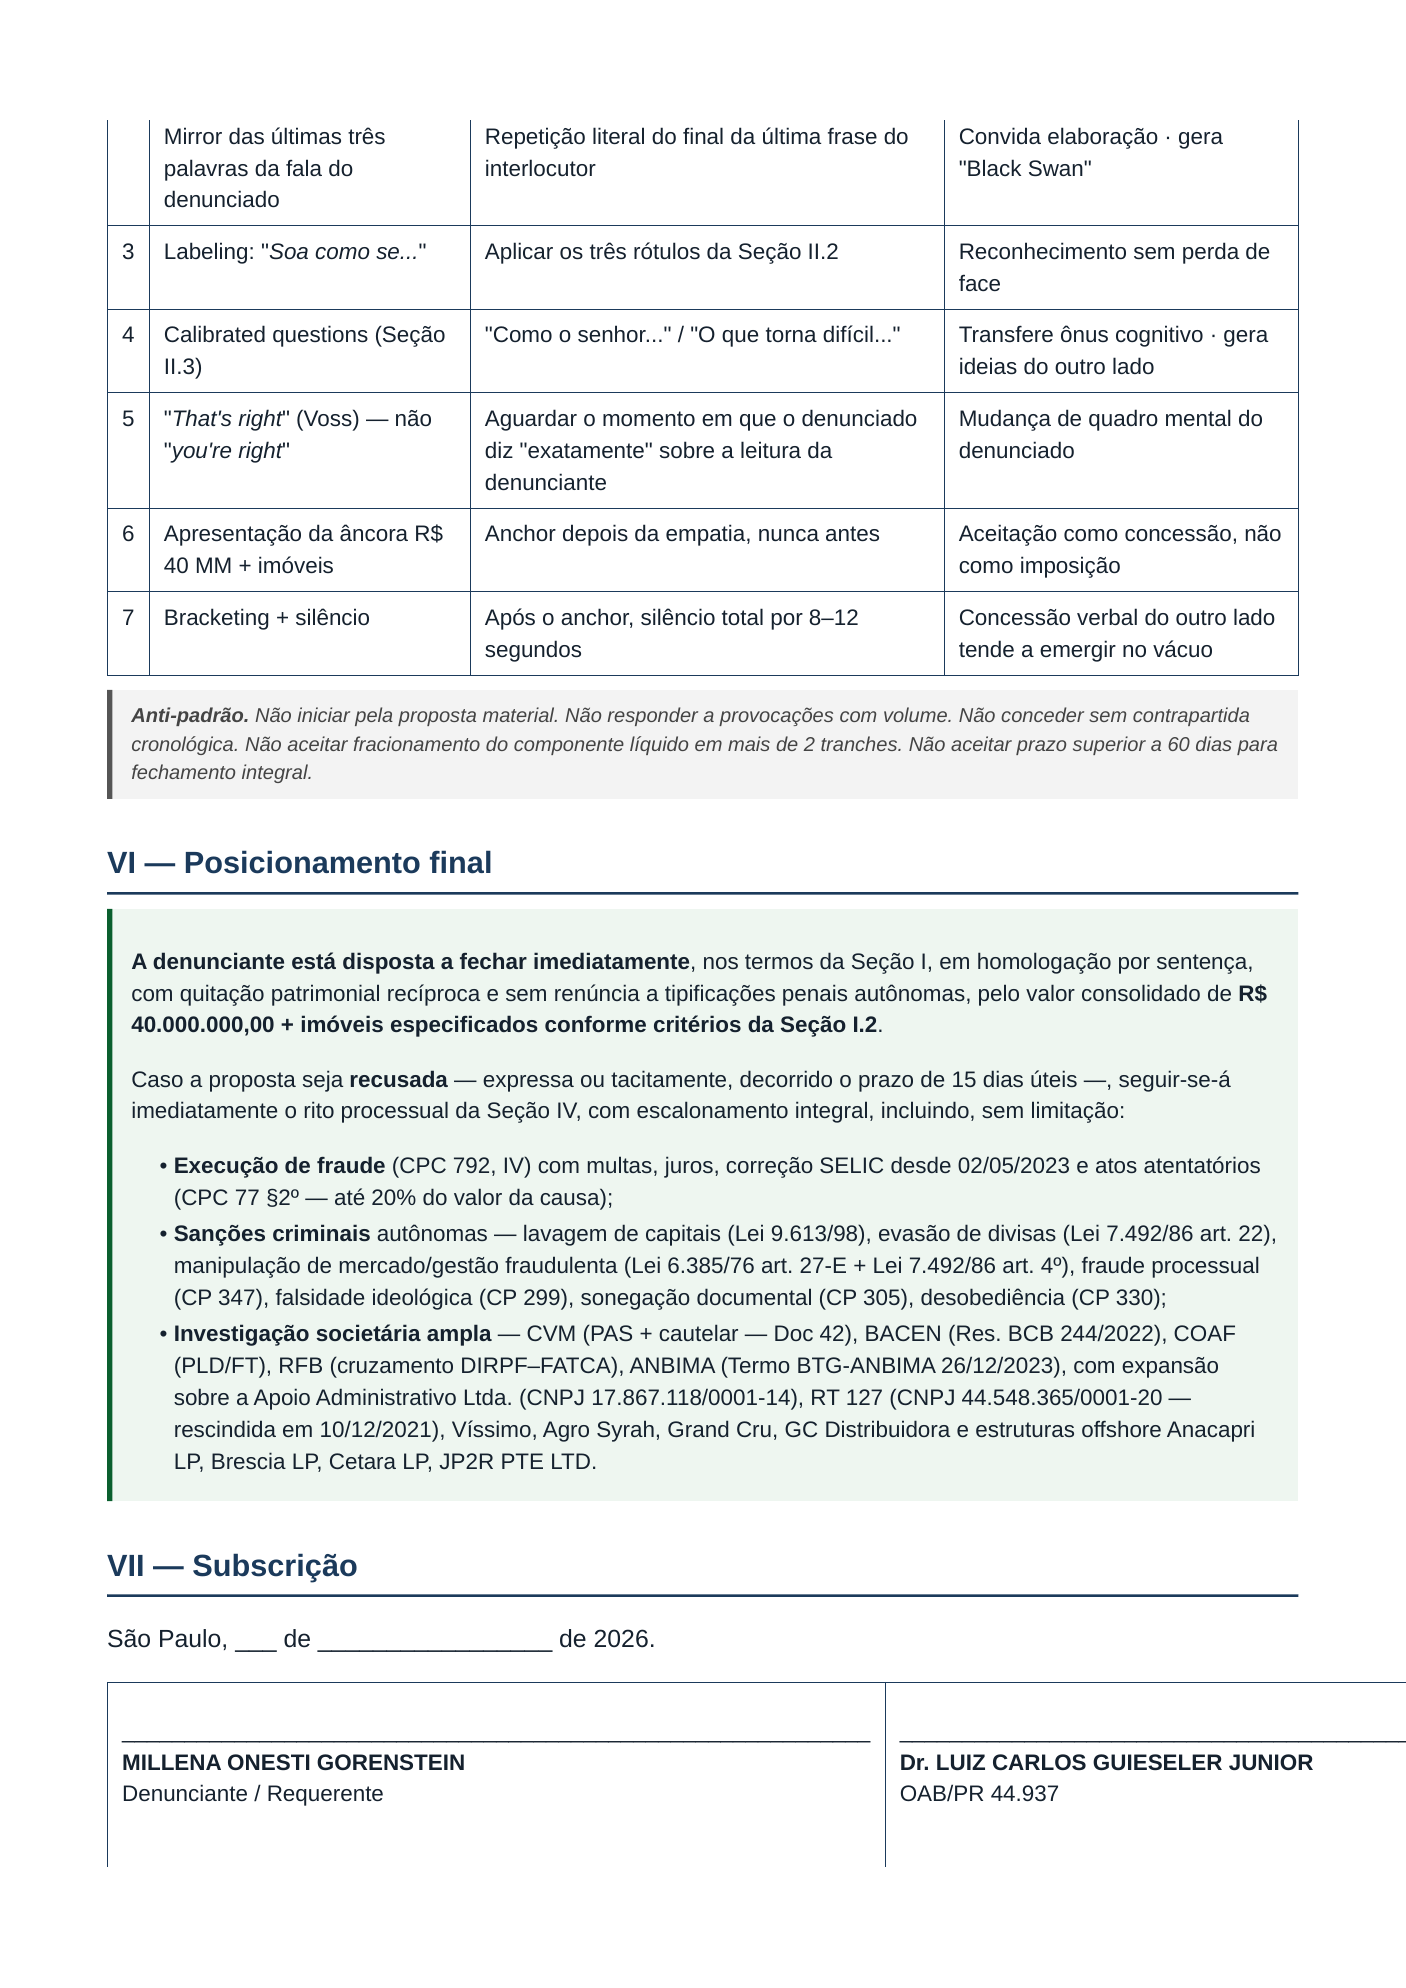 Mirror das últimas três
palavras da fala do
denunciado
Repetição literal do final da última frase do
interlocutor
Convida elaboração · gera
"Black Swan"
3
Labeling: "Soa como se..."
Aplicar os três rótulos da Seção II.2
Reconhecimento sem perda de
face
4
Calibrated questions (Seção
II.3)
"Como o senhor..." / "O que torna difícil..."
Transfere ônus cognitivo · gera
ideias do outro lado
5
"That's right" (Voss) — não
"you're right"
Aguardar o momento em que o denunciado
diz "exatamente" sobre a leitura da
denunciante
Mudança de quadro mental do
denunciado
6
Apresentação da âncora R$
40 MM + imóveis
Anchor depois da empatia, nunca antes
Aceitação como concessão, não
como imposição
7
Bracketing + silêncio
Após o anchor, silêncio total por 8–12
segundos
Concessão verbal do outro lado
tende a emergir no vácuo
Anti-padrão. Não iniciar pela proposta material. Não responder a provocações com volume. Não conceder sem contrapartida
cronológica. Não aceitar fracionamento do componente líquido em mais de 2 tranches. Não aceitar prazo superior a 60 dias para
fechamento integral.
VI — Posicionamento final
A denunciante está disposta a fechar imediatamente, nos termos da Seção I, em homologação por sentença,
com quitação patrimonial recíproca e sem renúncia a tipificações penais autônomas, pelo valor consolidado de R$
40.000.000,00 + imóveis especificados conforme critérios da Seção I.2.
Caso a proposta seja recusada — expressa ou tacitamente, decorrido o prazo de 15 dias úteis —, seguir-se-á
imediatamente o rito processual da Seção IV, com escalonamento integral, incluindo, sem limitação:
• Execução de fraude (CPC 792, IV) com multas, juros, correção SELIC desde 02/05/2023 e atos atentatórios
(CPC 77 §2º — até 20% do valor da causa);
• Sanções criminais autônomas — lavagem de capitais (Lei 9.613/98), evasão de divisas (Lei 7.492/86 art. 22),
manipulação de mercado/gestão fraudulenta (Lei 6.385/76 art. 27-E + Lei 7.492/86 art. 4º), fraude processual
(CP 347), falsidade ideológica (CP 299), sonegação documental (CP 305), desobediência (CP 330);
• Investigação societária ampla — CVM (PAS + cautelar — Doc 42), BACEN (Res. BCB 244/2022), COAF
(PLD/FT), RFB (cruzamento DIRPF–FATCA), ANBIMA (Termo BTG-ANBIMA 26/12/2023), com expansão
sobre a Apoio Administrativo Ltda. (CNPJ 17.867.118/0001-14), RT 127 (CNPJ 44.548.365/0001-20 —
rescindida em 10/12/2021), Víssimo, Agro Syrah, Grand Cru, GC Distribuidora e estruturas offshore Anacapri
LP, Brescia LP, Cetara LP, JP2R PTE LTD.
VII — Subscrição
São Paulo, ___ de _________________ de 2026.
MILLENA ONESTI GORENSTEIN
Denunciante / Requerente
Dr. LUIZ CARLOS GUIESELER JUNIOR
OAB/PR 44.937